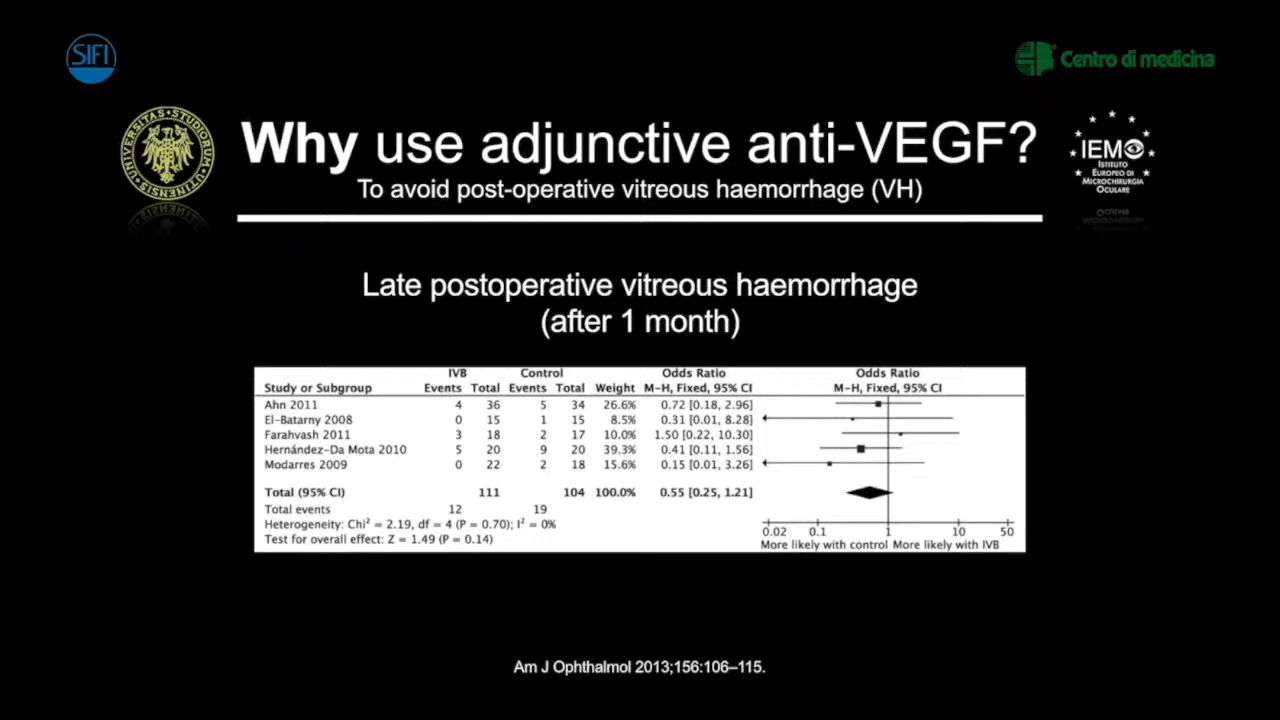 SIFI
Centro di medicina
UNIVERSITAS • STUDIORUM UTINENSIS
IEMO
ISTITUTO
EUROPEO DI
MICROCHIRURGIA
OCULARE
Why use adjunctive anti-VEGF?
To avoid post-operative vitreous haemorrhage (VH)
Late postoperative vitreous haemorrhage
(after 1 month)
IVB Control Odds Ratio Odds Ratio
Study or Subgroup Events Total Events Total Weight M-H, Fixed, 95% CI M-H, Fixed, 95% CI
Ahn 2011 4 36 5 34 26.6% 0.72 [0.18, 2.96]
El-Batarny 2008 0 15 1 15 8.5% 0.31 [0.01, 8.28]
Farahvash 2011 3 18 2 17 10.0% 1.50 [0.22, 10.30]
Hernández-Da Mota 2010 5 20 9 20 39.3% 0.41 [0.11, 1.56]
Modarres 2009 0 22 2 18 15.6% 0.15 [0.01, 3.26]
Total (95% CI) 111 104 100.0% 0.55 [0.25, 1.21]
Total events 12 19
Heterogeneity: Chi² = 2.19, df = 4 (P = 0.70); I² = 0%
Test for overall effect: Z = 1.49 (P = 0.14)
0.02 0.1 1 10 50
More likely with control More likely with IVB
Am J Ophthalmol 2013;156:106–115.